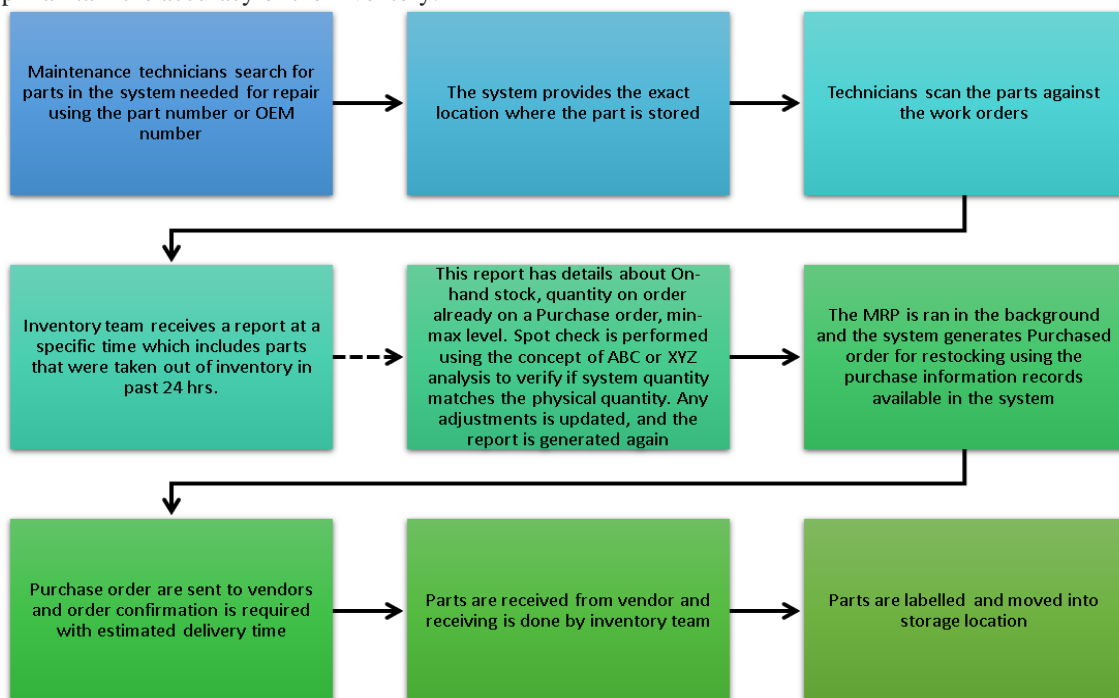 the accuracy of the inventory.
Maintenance technicians search for
parts in the system needed for repair
using the part number or OEM
number
The system provides the exact
location where the part is stored
Technicians scan the parts against
the work orders
Inventory team receives a report at a
specific time which includes parts
that were taken out of inventory in
past 24 hrs.
This report has details about On-
hand stock, quantity on order
already on a Purchase order, min-
max level. Spot check is performed
using the concept of ABC or XYZ
analysis to verify if system quantity
matches the physical quantity. Any
adjustments is updated, and the
report is generated again
The MRP is ran in the background
and the system generates Purchased
order for restocking using the
purchase information records
available in the system
Purchase order are sent to vendors
and order confirmation is required
with estimated delivery time
Parts are received from vendor and
receiving is done by inventory team
Parts are labelled and moved into
storage location